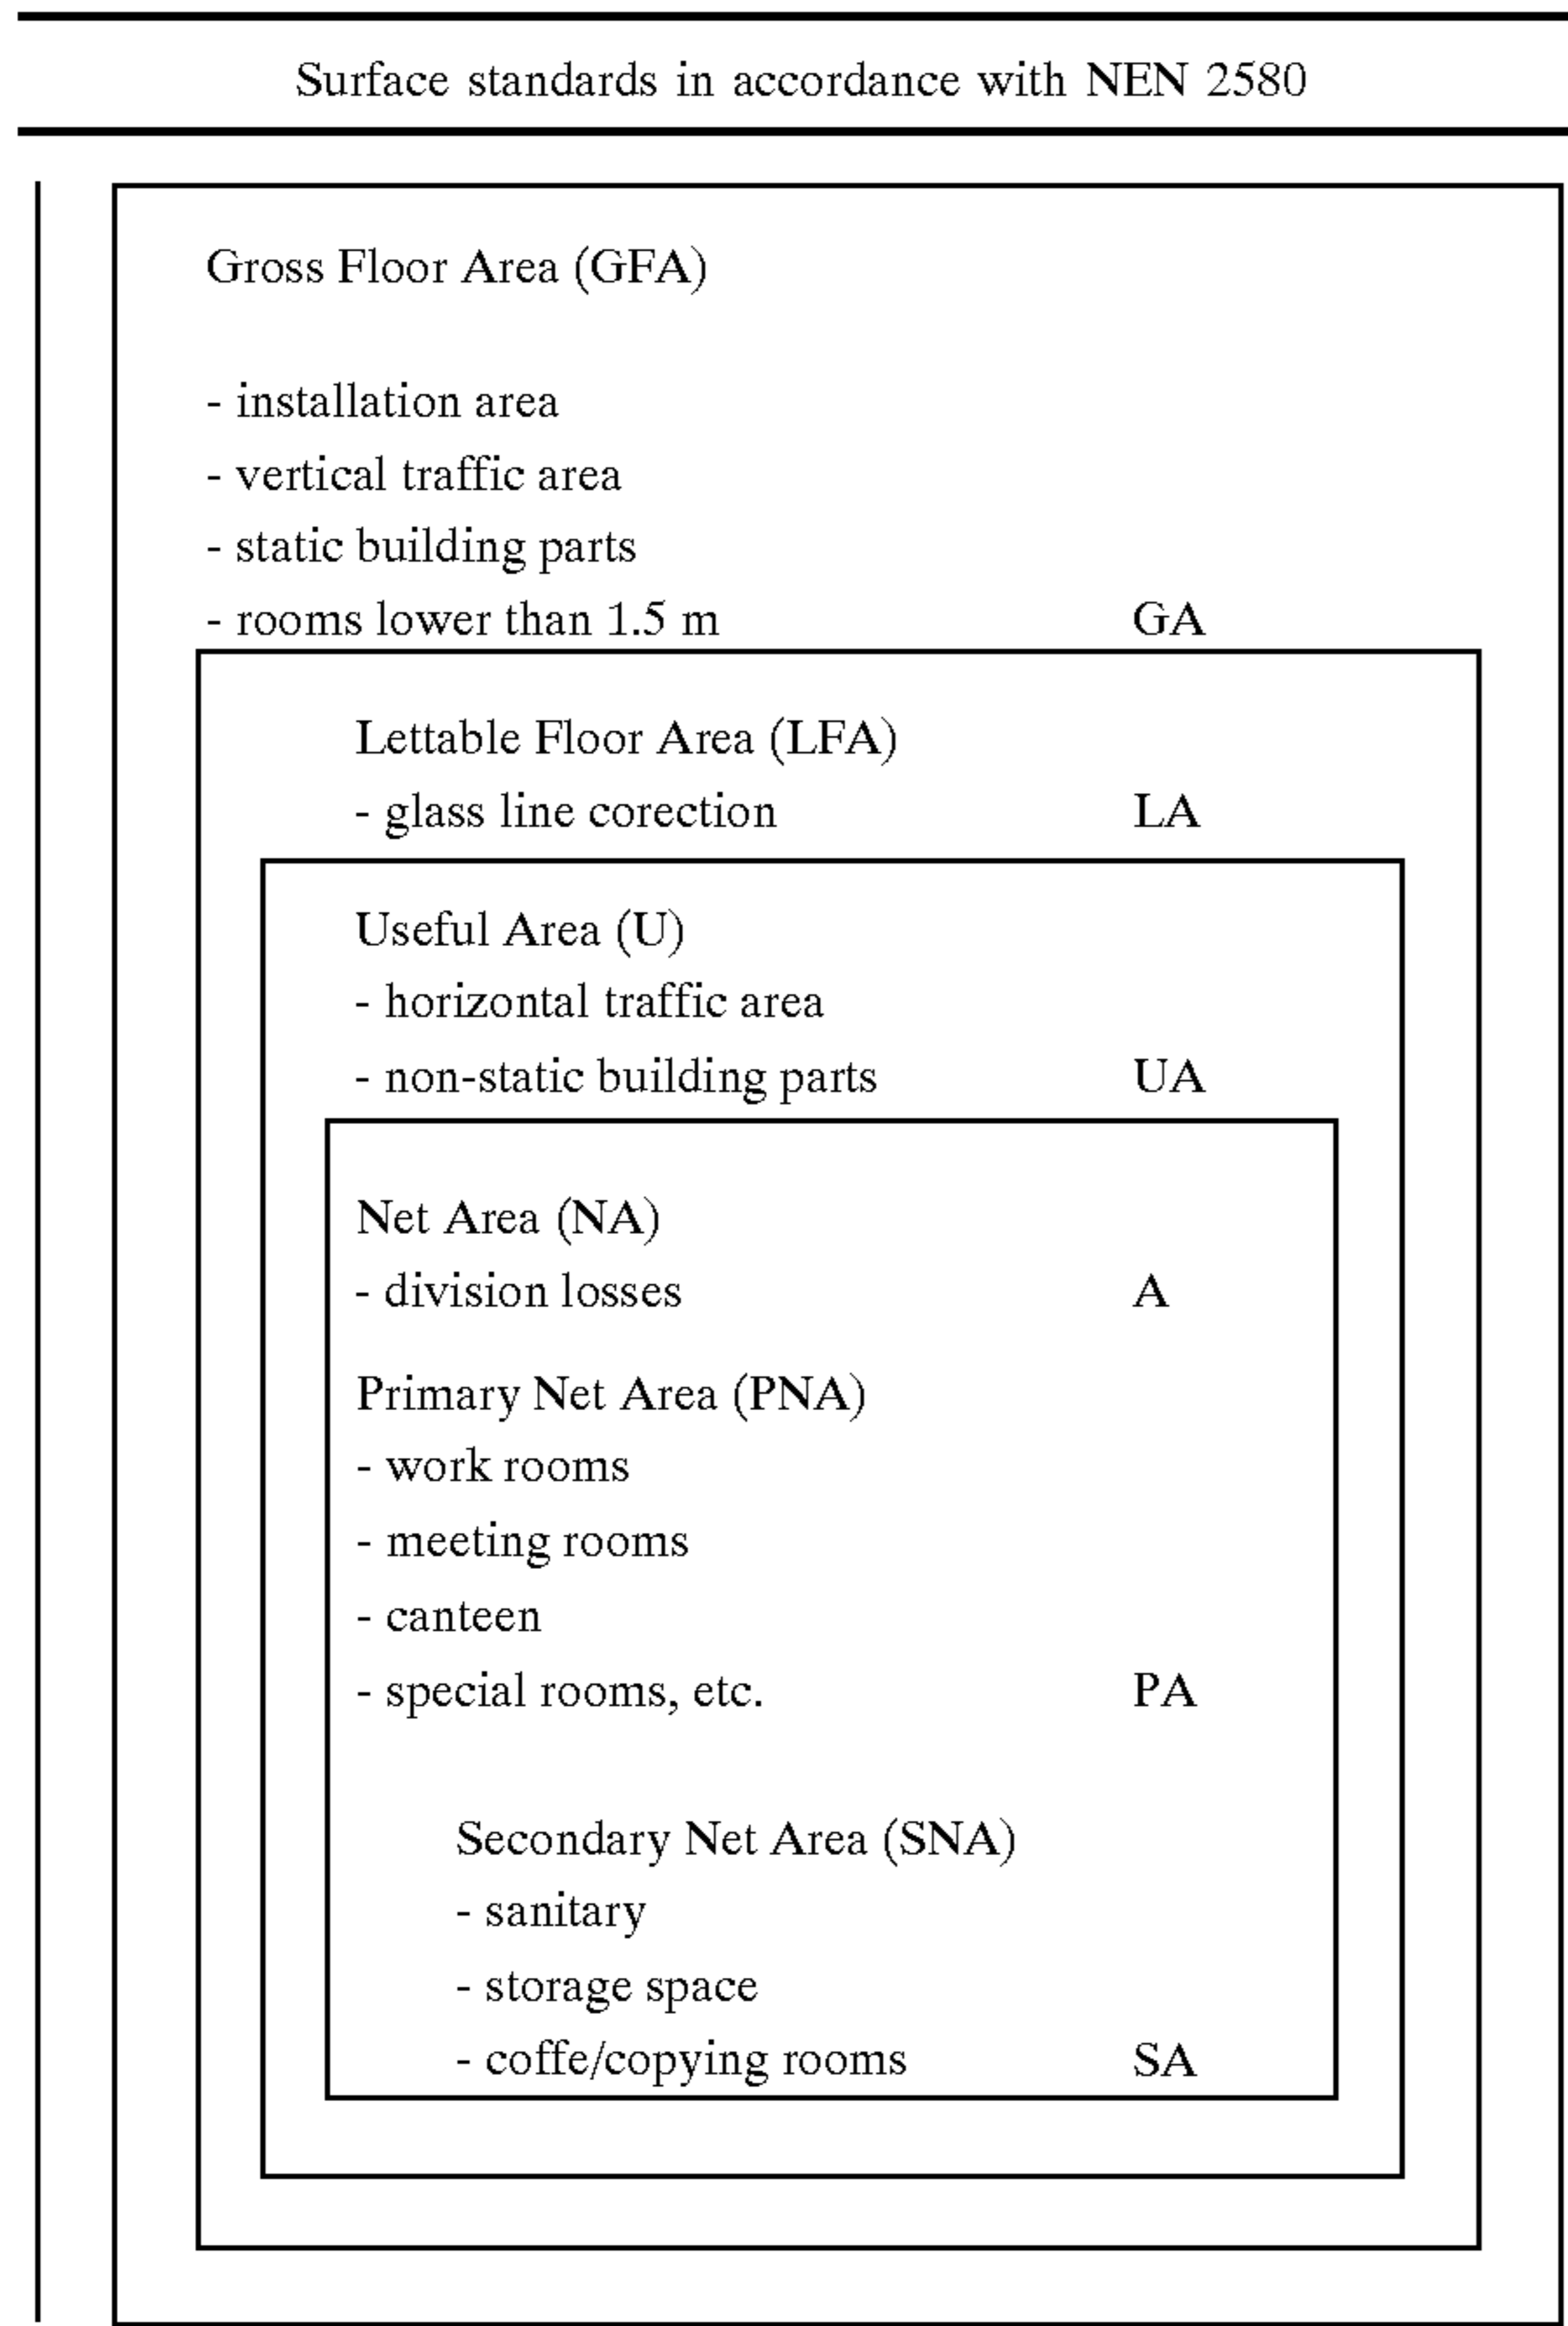 Surface standards in accordance with NEN 2580
Gross Floor Area (GFA)
- installation area
- vertical traffic area
- static building parts
- rooms lower than 1.5 m GA
Lettable Floor Area (LFA)
- glass line corection LA
Useful Area (U)
- horizontal traffic area
- non-static building parts UA
Net Area (NA)
- division losses A
Primary Net Area (PNA)
- work rooms
- meeting rooms
- canteen
- special rooms, etc. PA
Secondary Net Area (SNA)
- sanitary
- storage space
- coffe/copying rooms SA